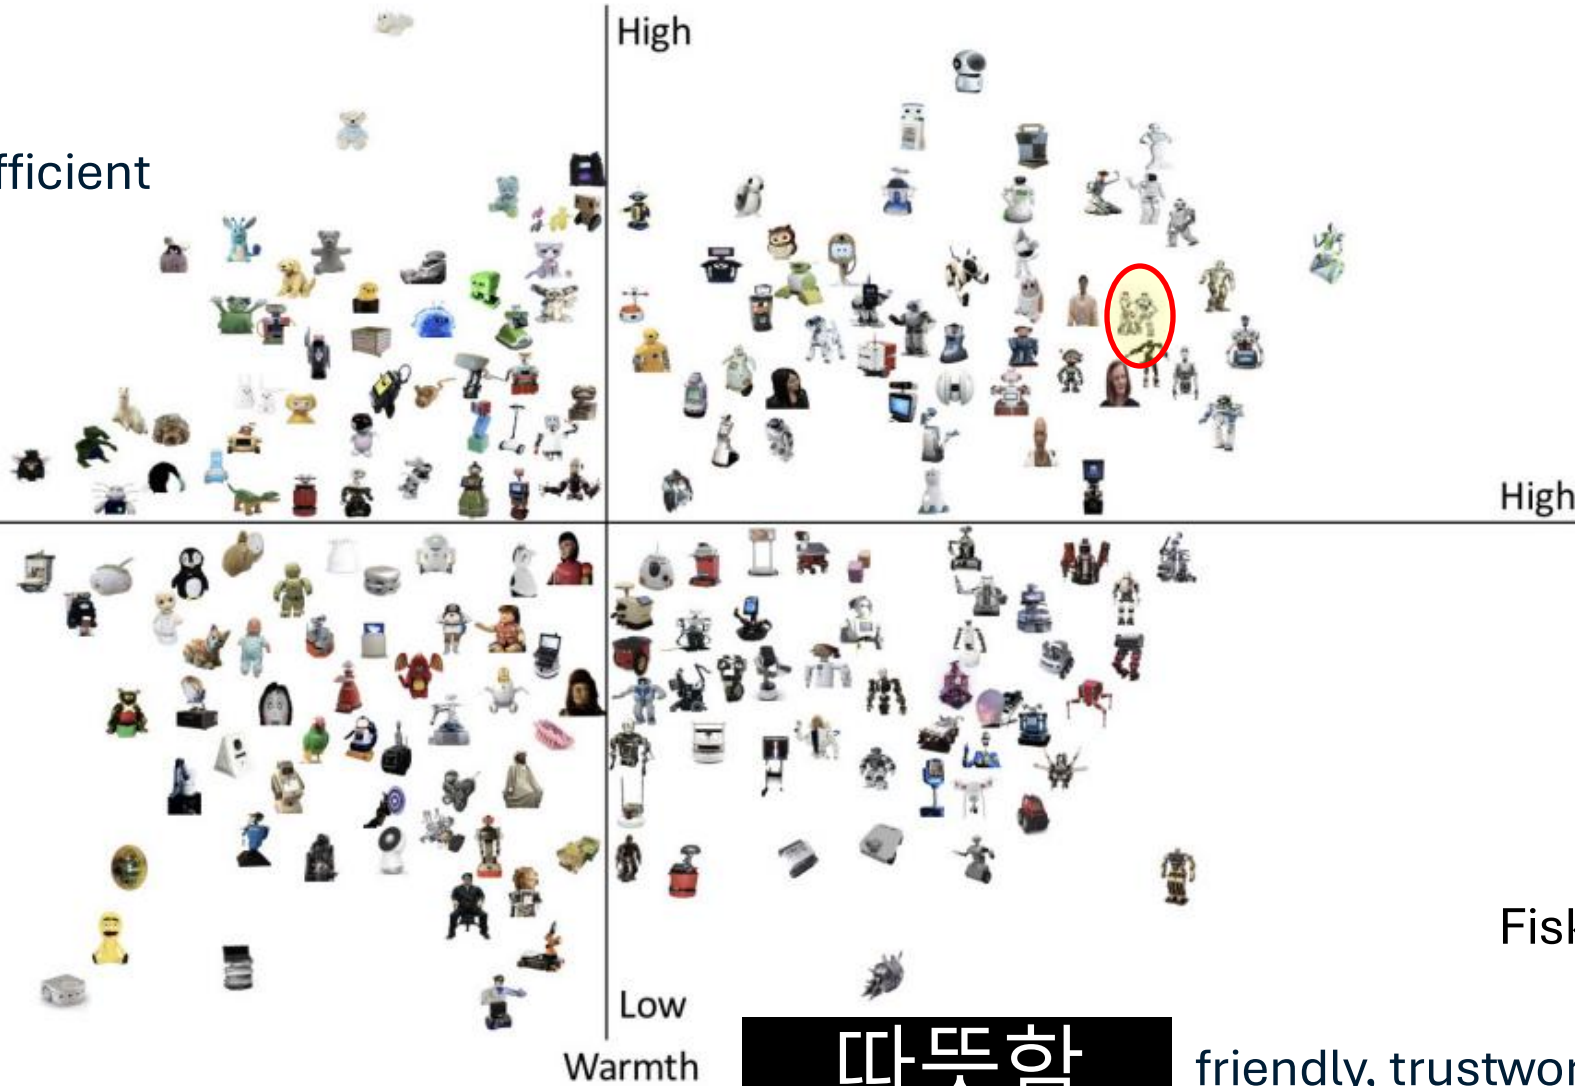 High
fficient
High
Fisk
Low
Warmth
따뜻함
friendly, trustwor